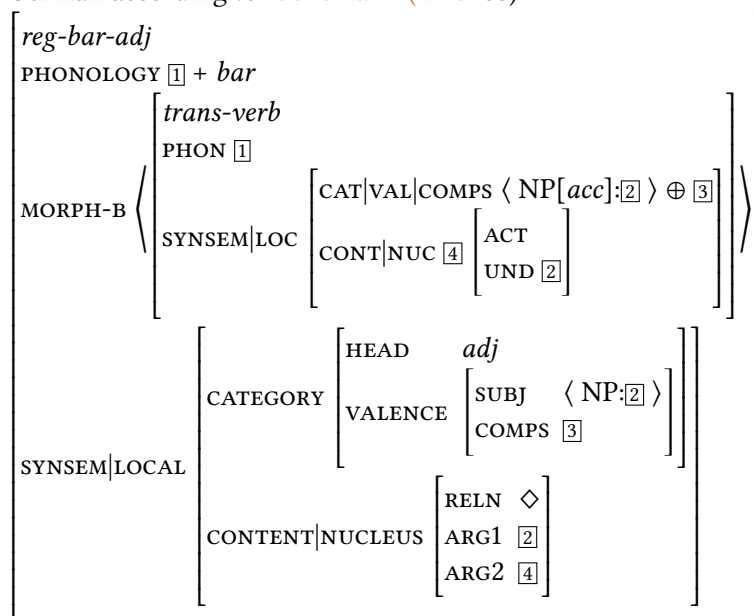 reg-bar-adj
PHONOLOGY 1 + bar
trans-verb
PHON 1
MORPH-B ⟨ SYNSEM|LOC CAT|VAL|COMPS ⟨ NP[acc]:2 ⟩ ⊕ 3 ⟩
CONT|NUC 4 ACT
UND 2
HEAD adj
CATEGORY VALENCE SUBJ ⟨ NP:2 ⟩
COMPS 3
SYNSEM|LOCAL
RELN ◇
CONTENT|NUCLEUS ARG1 2
ARG2 4